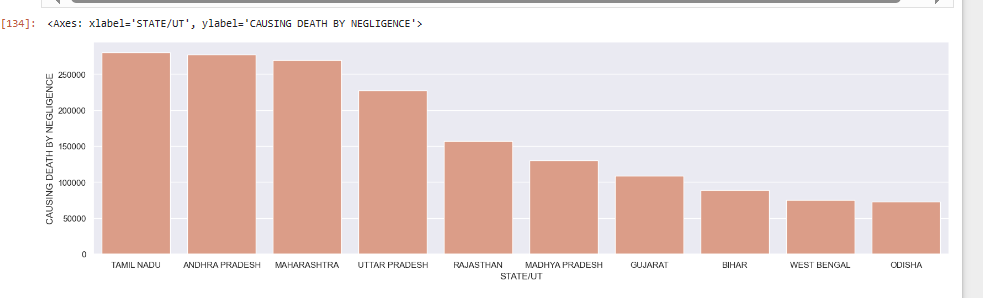 [134]: <Axes: xlabel='STATE/UT', ylabel='CAUSING DEATH BY NEGLIGENCE'>
CAUSING DEATH BY NEGLIGENCE
250000
200000
150000
100000
50000
0
TAMIL NADU ANDHRA PRADESH MAHARASHTRA UTTAR PRADESH RAJASTHAN MADHYA PRADESH GUJARAT BIHAR WEST BENGAL ODISHA
STATE/UT